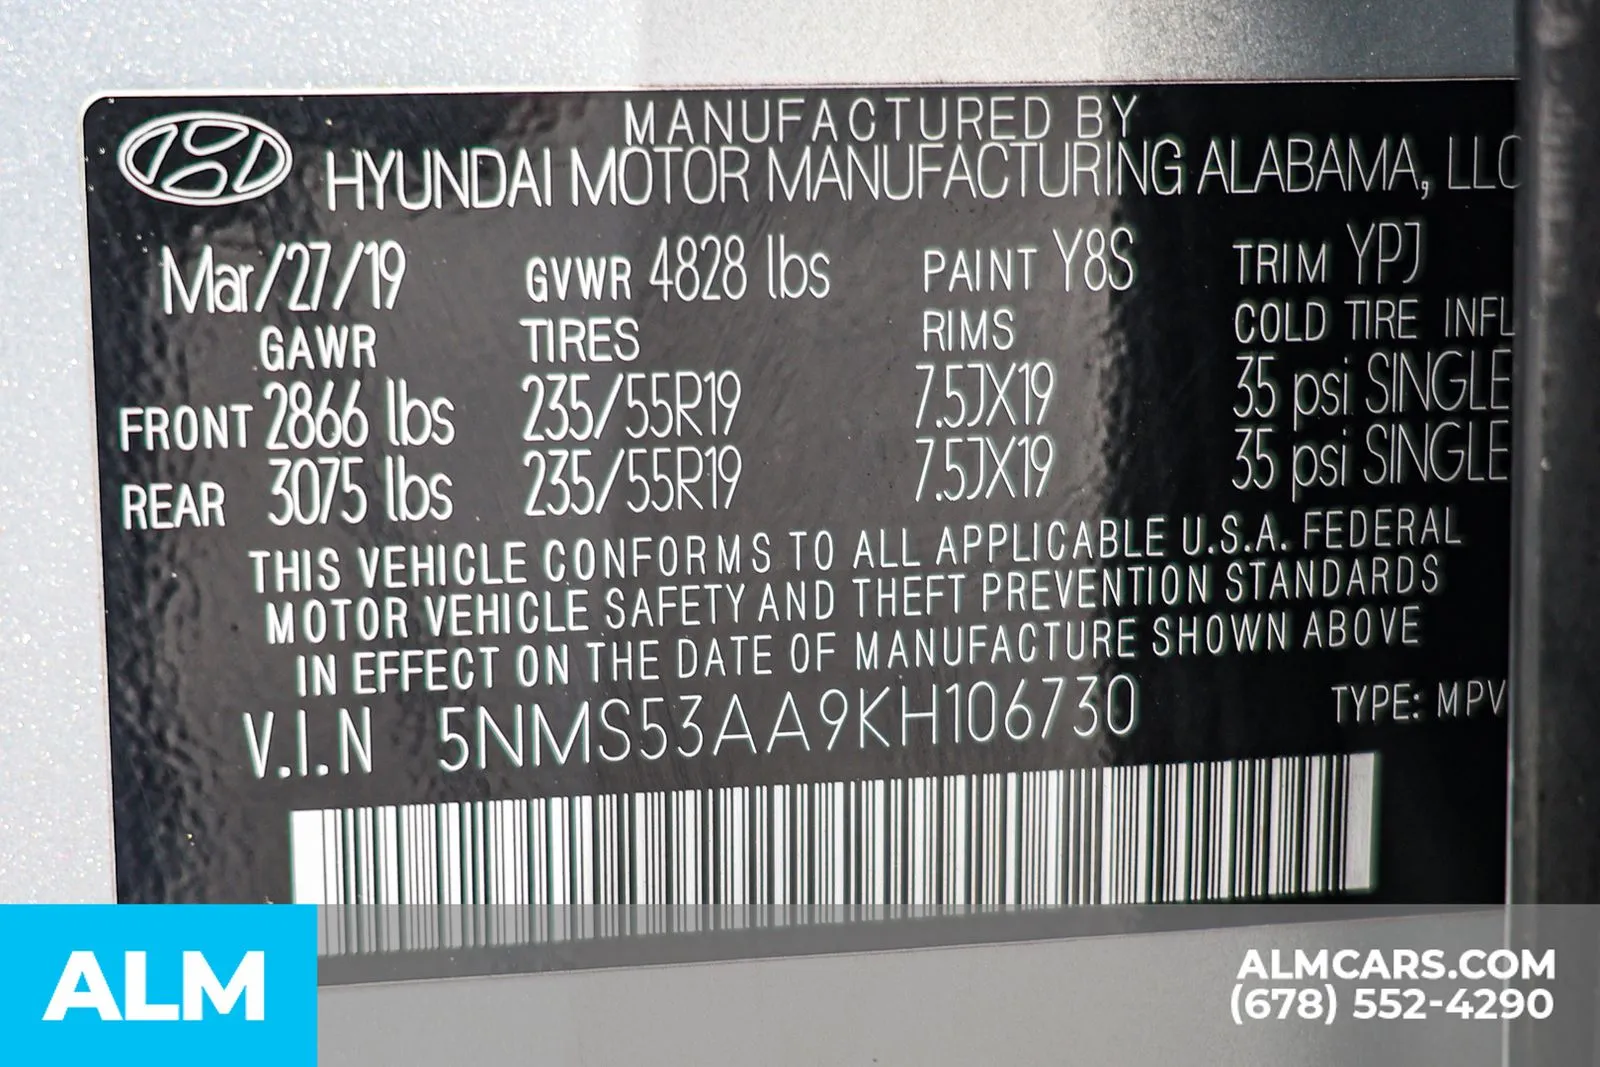 MANUFACTURED BY
HYUNDAI MOTOR MANUFACTURING ALABAMA, LLC
Mar/27/19 GVWR 4828 lbs PAINT Y8S TRIM YPJ
GAWR TIRES RIMS COLD TIRE INFL
FRONT 2866 lbs 235/55R19 7.5JX19 35 psi SINGLE
REAR 3075 lbs 235/55R19 7.5JX19 35 psi SINGLE
THIS VEHICLE CONFORMS TO ALL APPLICABLE U.S.A. FEDERAL
MOTOR VEHICLE SAFETY AND THEFT PREVENTION STANDARDS
IN EFFECT ON THE DATE OF MANUFACTURE SHOWN ABOVE
V.I.N 5NMS53AA9KH106730 TYPE: MPV
ALM
ALMCARS.COM
(678) 552-4290